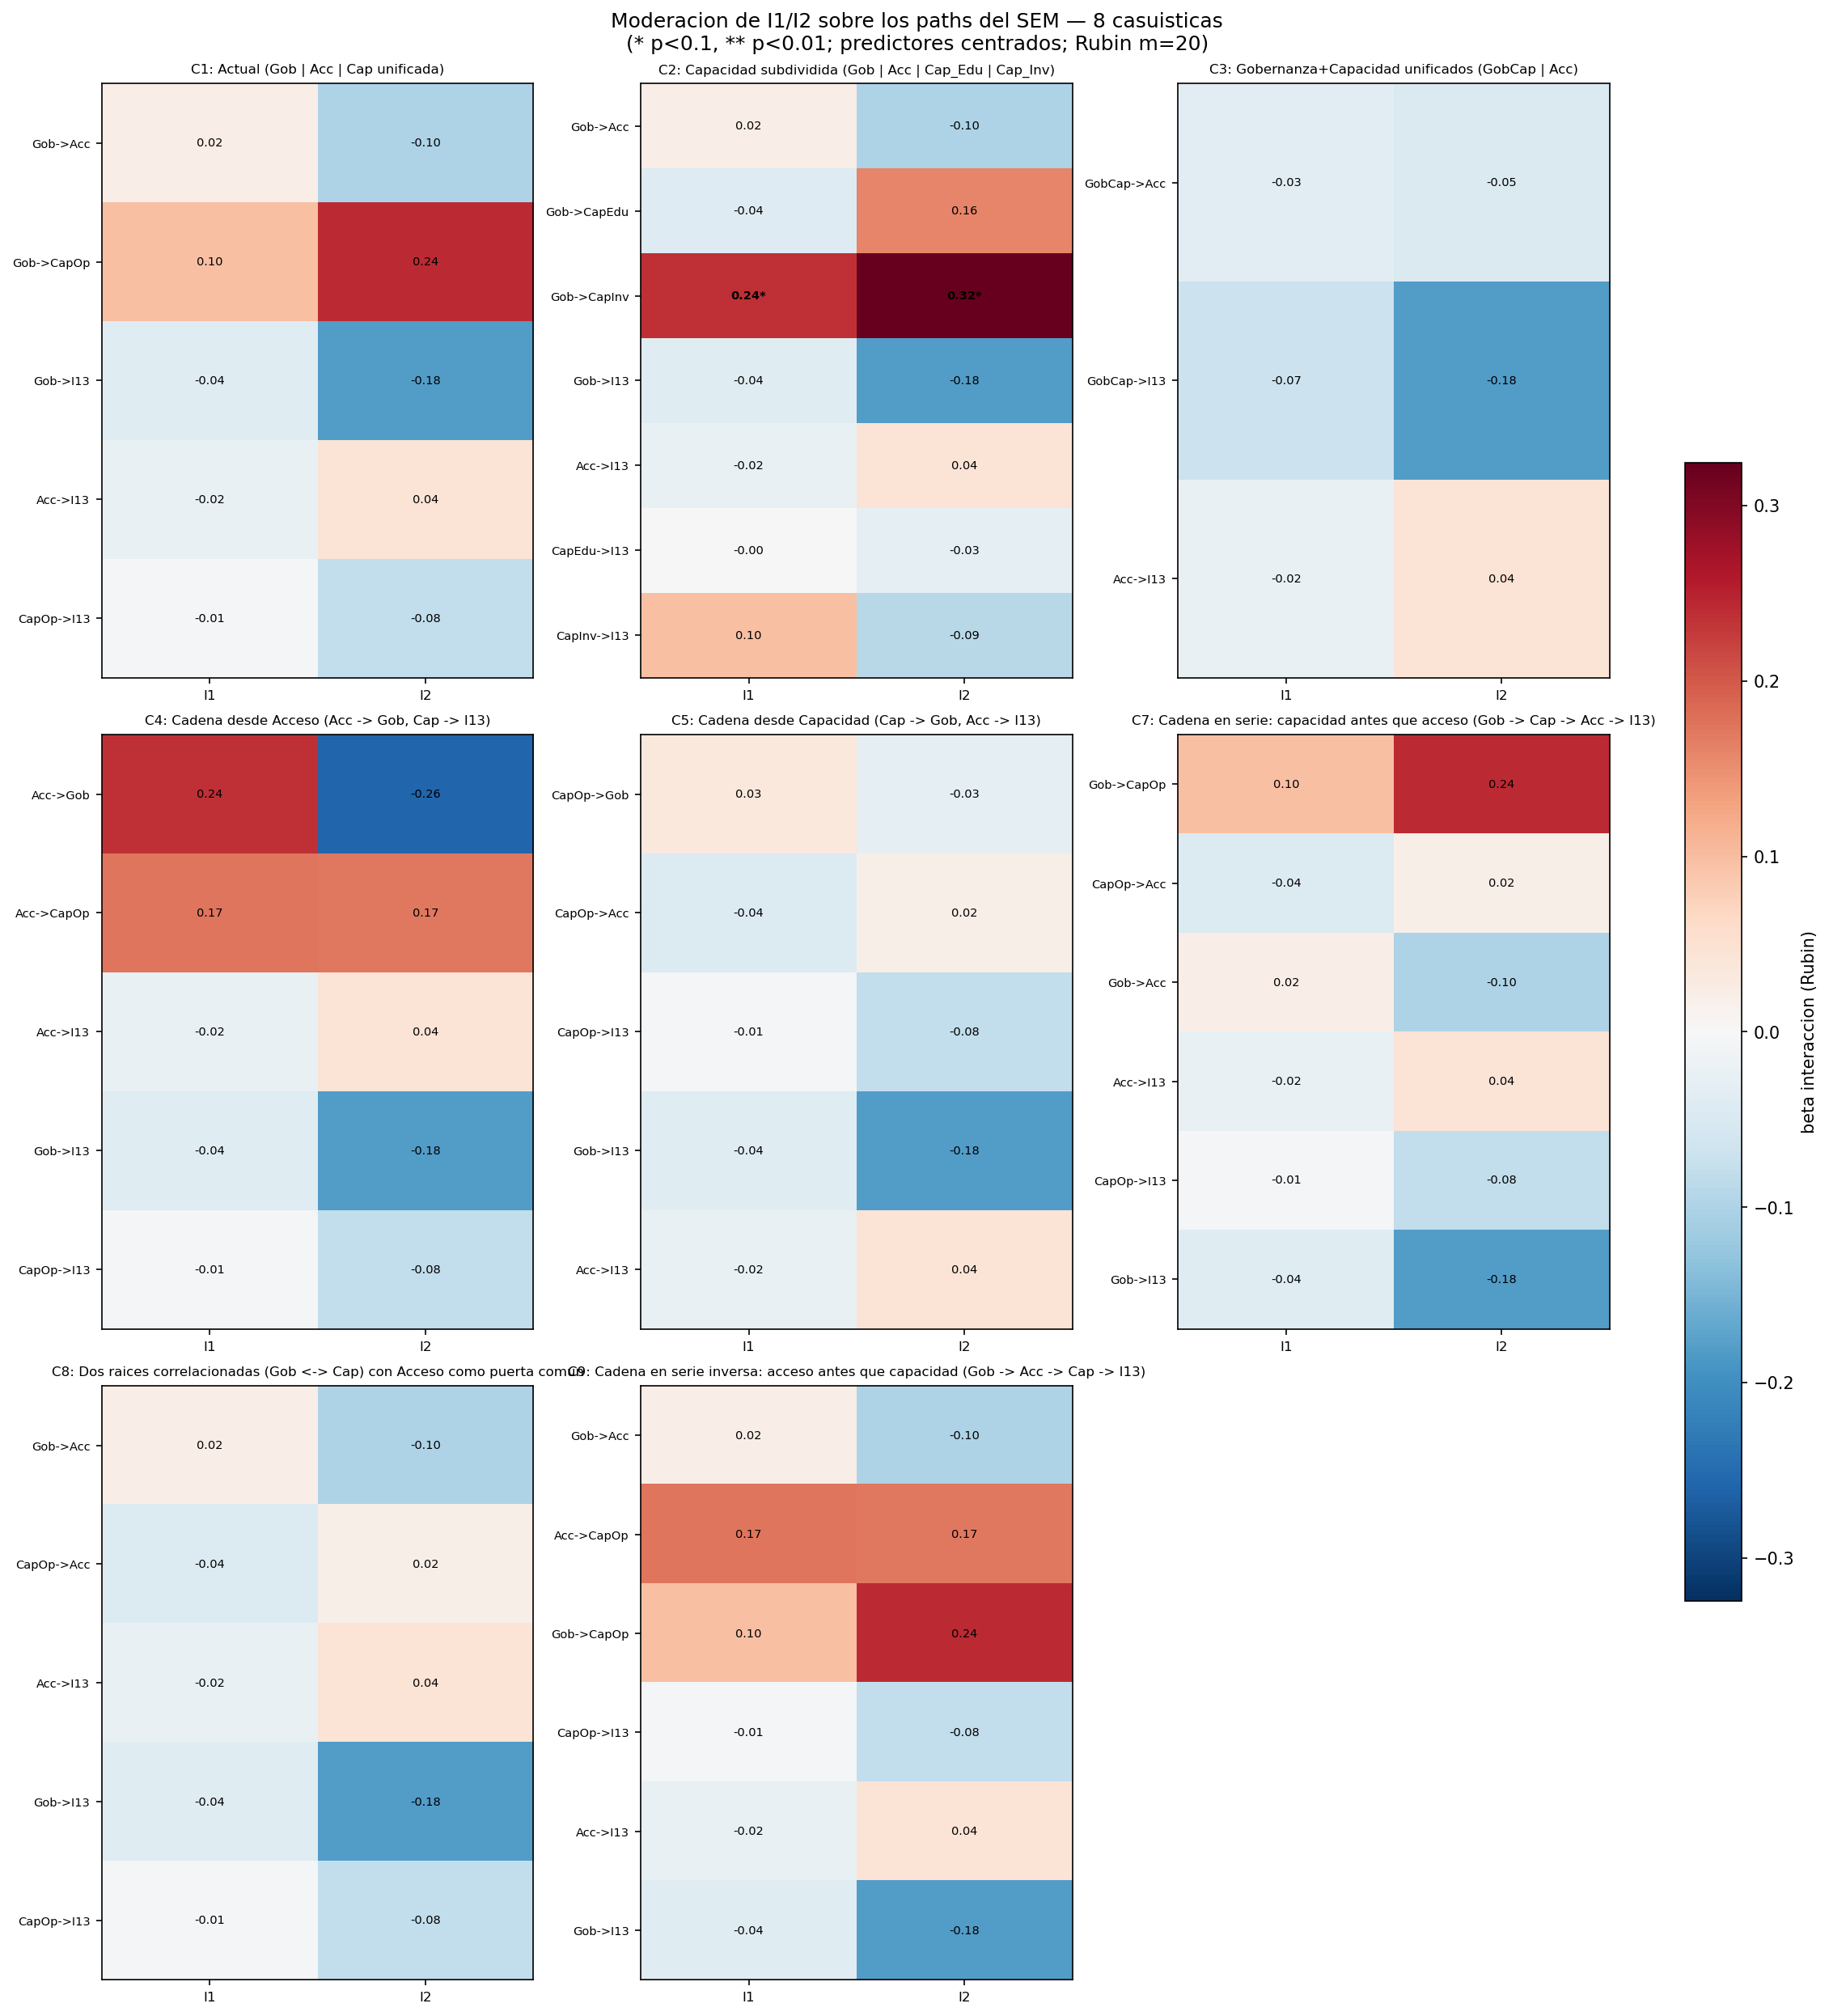 Moderacion de I1/I2 sobre los paths del SEM — 8 casuisticas
(* p<0.1, ** p<0.01; predictores centrados; Rubin m=20)
C1: Actual (Gob | Acc | Cap unificada)
Gob->Acc 0.02 -0.10
Gob->CapOp 0.10 0.24
Gob->I13 -0.04 -0.18
Acc->I13 -0.02 0.04
CapOp->I13 -0.01 -0.08
I1 I2
C2: Capacidad subdividida (Gob | Acc | Cap_Edu | Cap_Inv)
Gob->Acc 0.02 -0.10
Gob->CapEdu -0.04 0.16
Gob->CapInv 0.24* 0.32*
Gob->I13 -0.04 -0.18
Acc->I13 -0.02 0.04
CapEdu->I13 -0.00 -0.03
CapInv->I13 0.10 -0.09
I1 I2
C3: Gobernanza+Capacidad unificados (GobCap | Acc)
GobCap->Acc -0.03 -0.05
GobCap->I13 -0.07 -0.18
Acc->I13 -0.02 0.04
I1 I2
C4: Cadena desde Acceso (Acc -> Gob, Cap -> I13)
Acc->Gob 0.24 -0.26
Acc->CapOp 0.17 0.17
Acc->I13 -0.02 0.04
Gob->I13 -0.04 -0.18
CapOp->I13 -0.01 -0.08
I1 I2
C5: Cadena desde Capacidad (Cap -> Gob, Acc -> I13)
CapOp->Gob 0.03 -0.03
CapOp->Acc -0.04 0.02
CapOp->I13 -0.01 -0.08
Gob->I13 -0.04 -0.18
Acc->I13 -0.02 0.04
I1 I2
C7: Cadena en serie: capacidad antes que acceso (Gob -> Cap -> Acc -> I13)
Gob->CapOp 0.10 0.24
CapOp->Acc -0.04 0.02
Gob->Acc 0.02 -0.10
Acc->I13 -0.02 0.04
CapOp->I13 -0.01 -0.08
Gob->I13 -0.04 -0.18
I1 I2
C8: Dos raices correlacionadas (Gob <-> Cap) con Acceso como puerta comun
Gob->Acc 0.02 -0.10
CapOp->Acc -0.04 0.02
Acc->I13 -0.02 0.04
Gob->I13 -0.04 -0.18
CapOp->I13 -0.01 -0.08
I1 I2
C9: Cadena en serie inversa: acceso antes que capacidad (Gob -> Acc -> Cap -> I13)
Gob->Acc 0.02 -0.10
Acc->CapOp 0.17 0.17
Gob->CapOp 0.10 0.24
CapOp->I13 -0.01 -0.08
Acc->I13 -0.02 0.04
Gob->I13 -0.04 -0.18
I1 I2
0.3
0.2
0.1
0.0
−0.1
−0.2
−0.3
beta interaccion (Rubin)